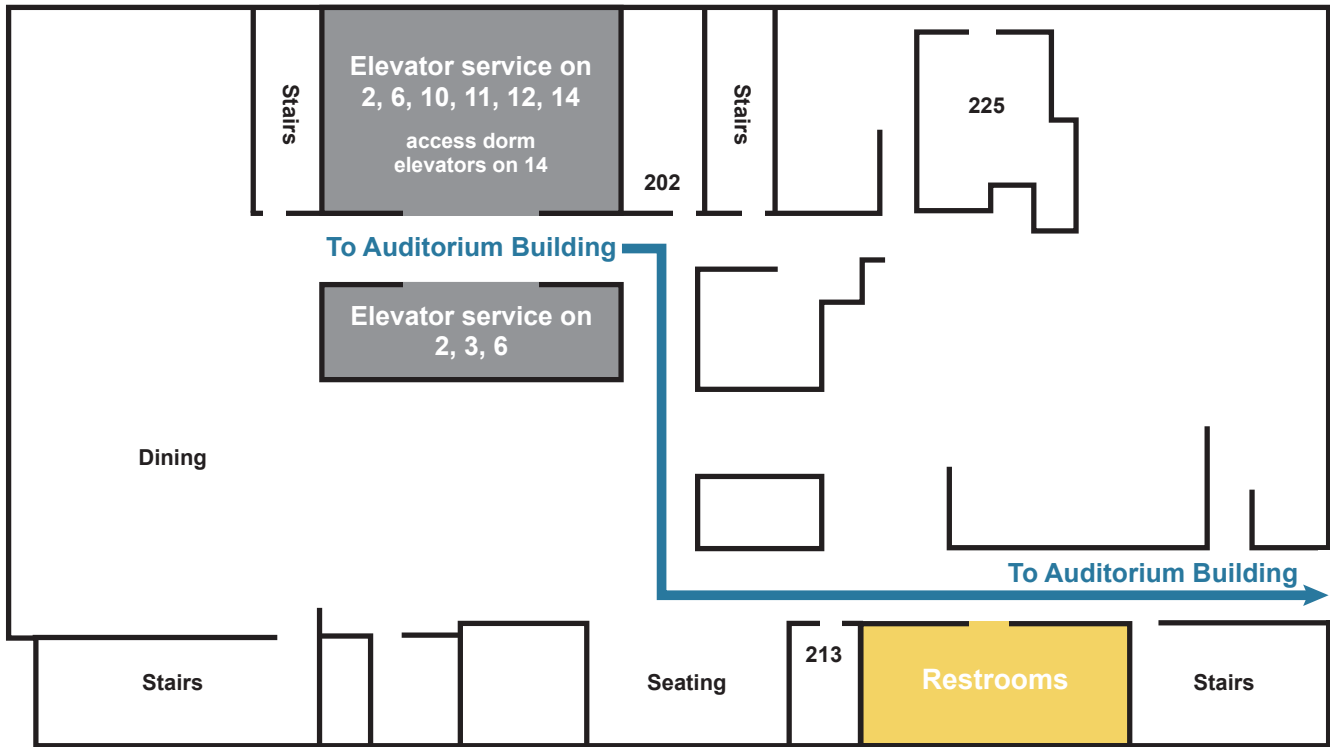 Stairs
Elevator service on
2, 6, 10, 11, 12, 14
access dorm
elevators on 14
202
Stairs
225
To Auditorium Building
Elevator service on
2, 3, 6
Dining
To Auditorium Building
Stairs
Seating
213
Restrooms
Stairs